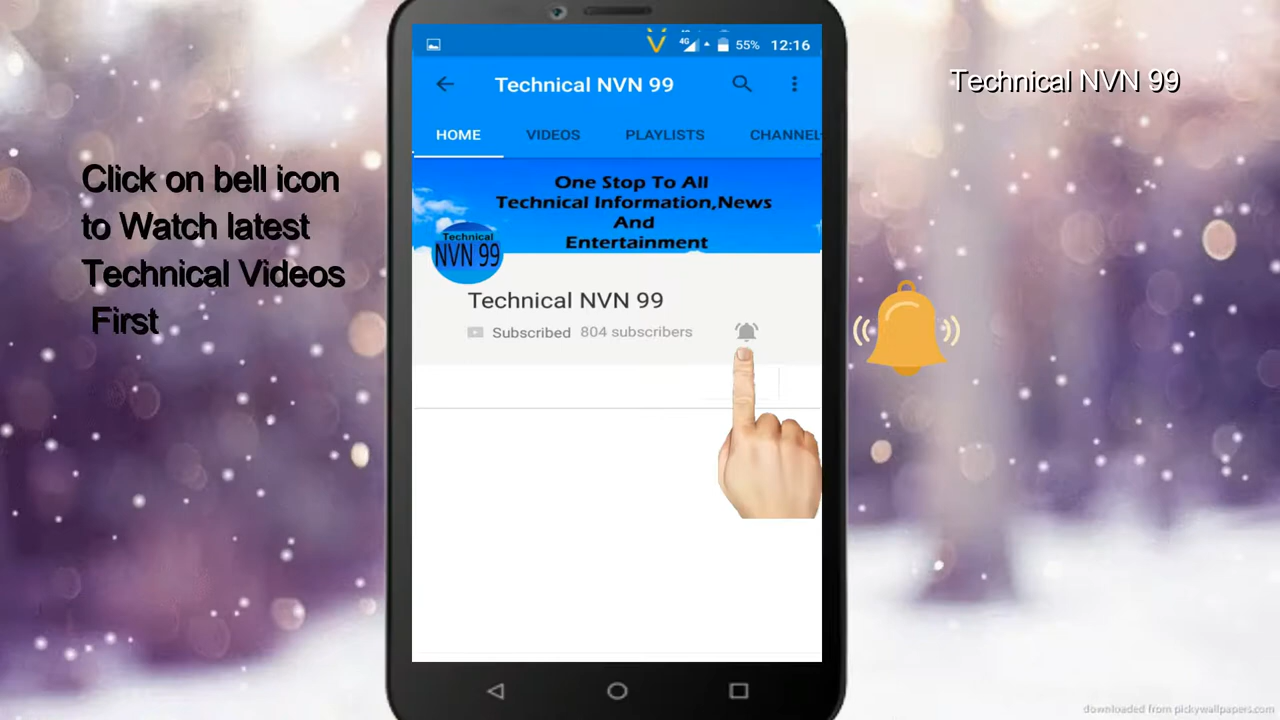 4G 55% 12:16
Technical NVN 99
HOME VIDEOS PLAYLISTS CHANNEL
One Stop To All
Technical Information,News
And
Entertainment
Technical
NVN 99
Technical NVN 99
Subscribed 804 subscribers
Click on bell icon
to Watch latest
Technical Videos
First
Technical NVN 99
downloaded from pickywallpapers.com